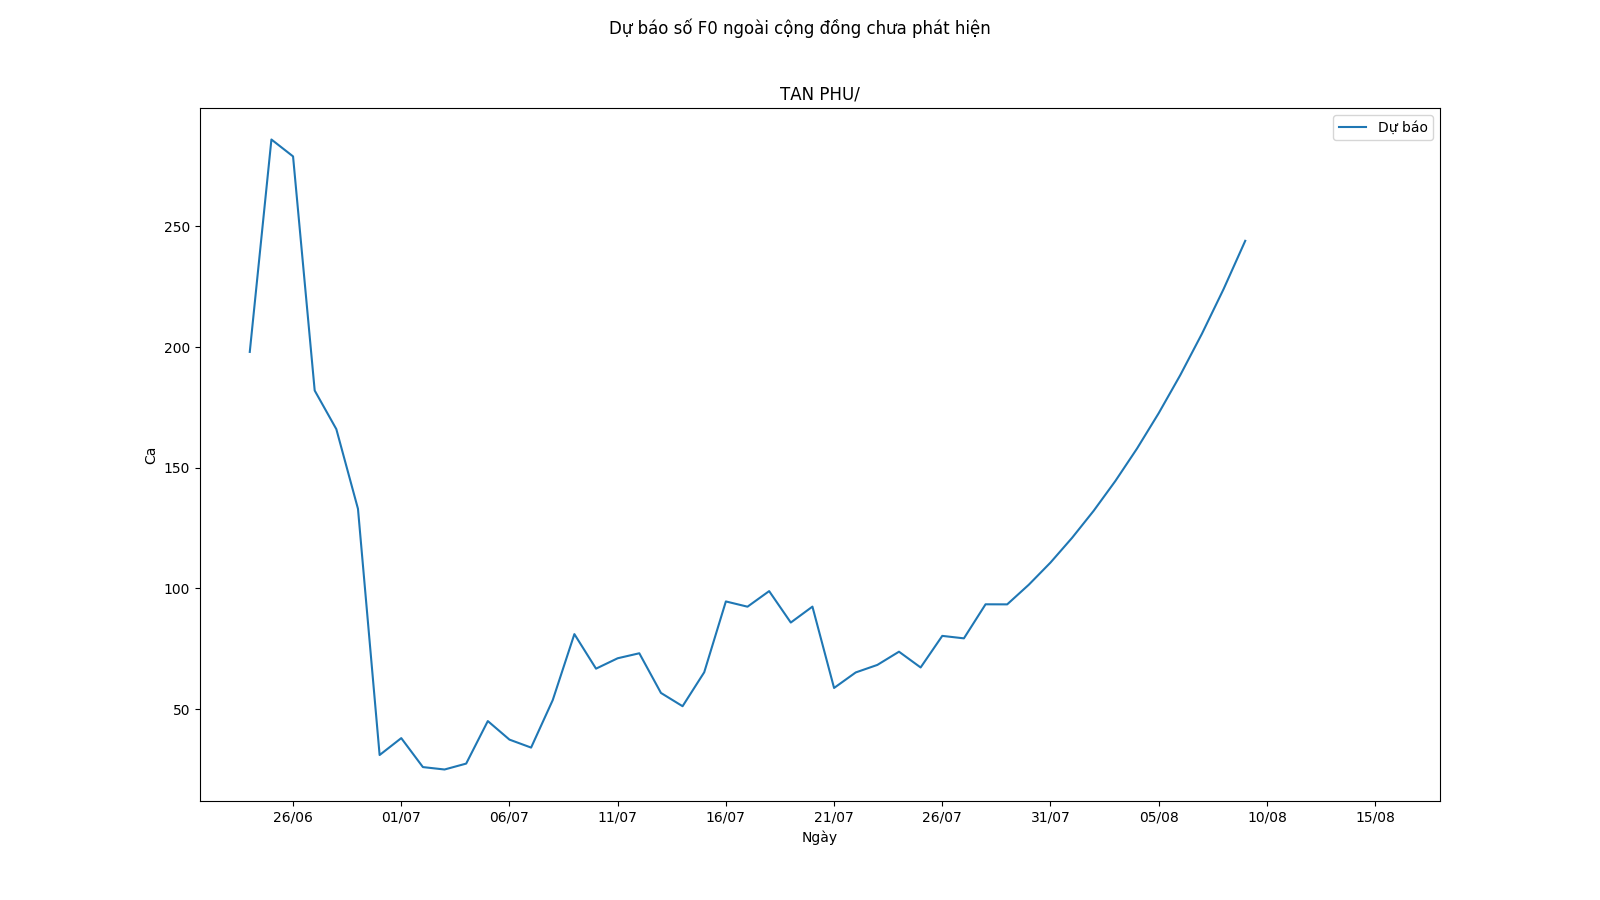 Dự báo số F0 ngoài cộng đồng chưa phát hiện
TAN PHU/
Dự báo
250
200
150
100
50
Ca
26/06 01/07 06/07 11/07 16/07 21/07 26/07 31/07 05/08 10/08 15/08
Ngày